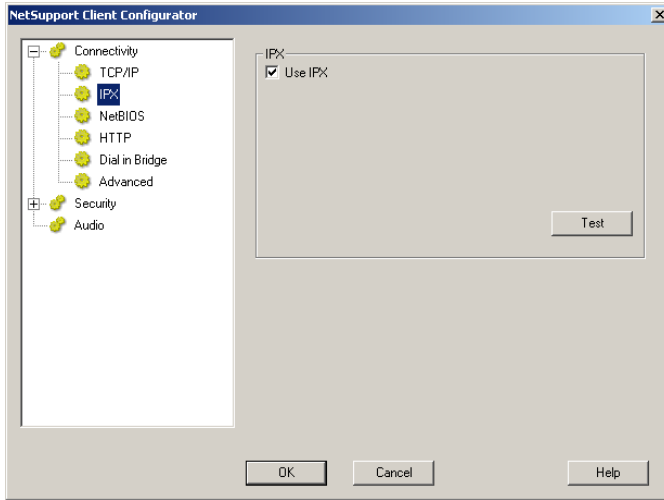 NetSupport Client Configurator
Connectivity
TCP/IP
IPX
NetBIOS
HTTP
Dial in Bridge
Advanced
Security
Audio
IPX
Use IPX
Test
OK
Cancel
Help